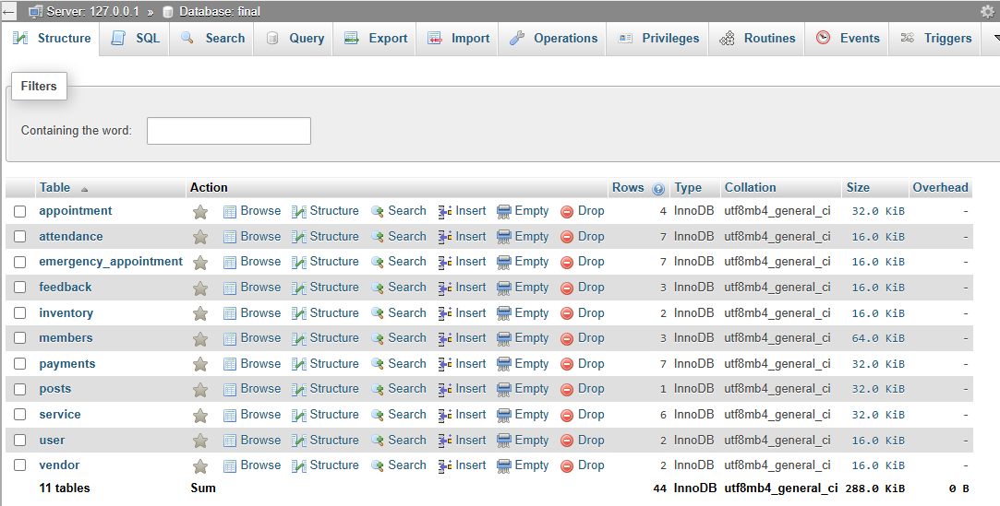 Server: 127.0.0.1 » Database: final
Structure SQL Search Query Export Import Operations Privileges Routines Events Triggers
Filters
Containing the word:
Table Action Rows Type Collation Size Overhead
appointment Browse Structure Search Insert Empty Drop 4 InnoDB utf8mb4_general_ci 32.0 KiB -
attendance Browse Structure Search Insert Empty Drop 7 InnoDB utf8mb4_general_ci 16.0 KiB -
emergency_appointment Browse Structure Search Insert Empty Drop 7 InnoDB utf8mb4_general_ci 16.0 KiB -
feedback Browse Structure Search Insert Empty Drop 3 InnoDB utf8mb4_general_ci 16.0 KiB -
inventory Browse Structure Search Insert Empty Drop 2 InnoDB utf8mb4_general_ci 16.0 KiB -
members Browse Structure Search Insert Empty Drop 3 InnoDB utf8mb4_general_ci 64.0 KiB -
payments Browse Structure Search Insert Empty Drop 7 InnoDB utf8mb4_general_ci 32.0 KiB -
posts Browse Structure Search Insert Empty Drop 1 InnoDB utf8mb4_general_ci 32.0 KiB -
service Browse Structure Search Insert Empty Drop 6 InnoDB utf8mb4_general_ci 32.0 KiB -
user Browse Structure Search Insert Empty Drop 2 InnoDB utf8mb4_general_ci 16.0 KiB -
vendor Browse Structure Search Insert Empty Drop 2 InnoDB utf8mb4_general_ci 16.0 KiB -
11 tables Sum 44 InnoDB utf8mb4_general_ci 288.0 KiB 0 B